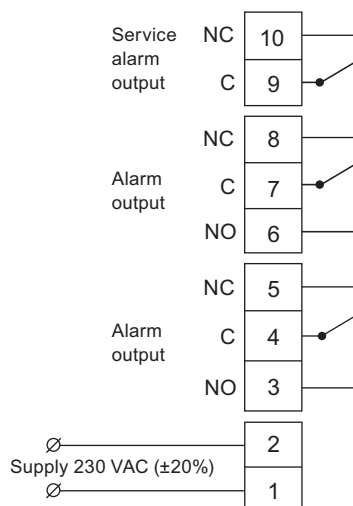 Service
alarm
output
NC 10
C 9
Alarm
output
NC 8
C 7
NO 6
Alarm
output
NC 5
C 4
NO 3
2
Supply 230 VAC (±20%)
1